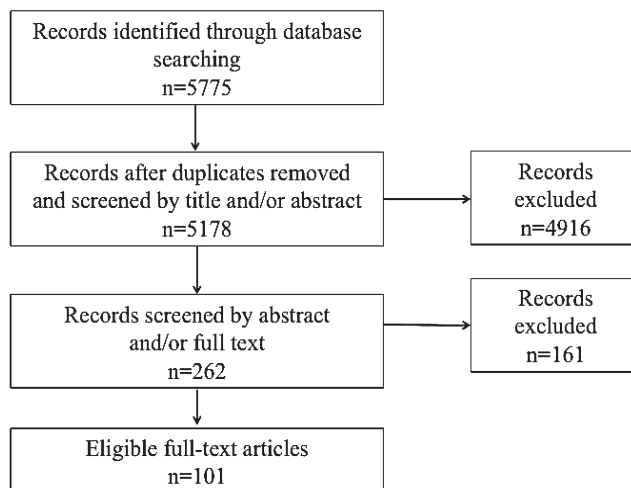 Records identified through database
searching
n=5775
Records after duplicates removed
and screened by title and/or abstract
n=5178
Records
excluded
n=4916
Records screened by abstract
and/or full text
n=262
Records
excluded
n=161
Eligible full-text articles
n=101